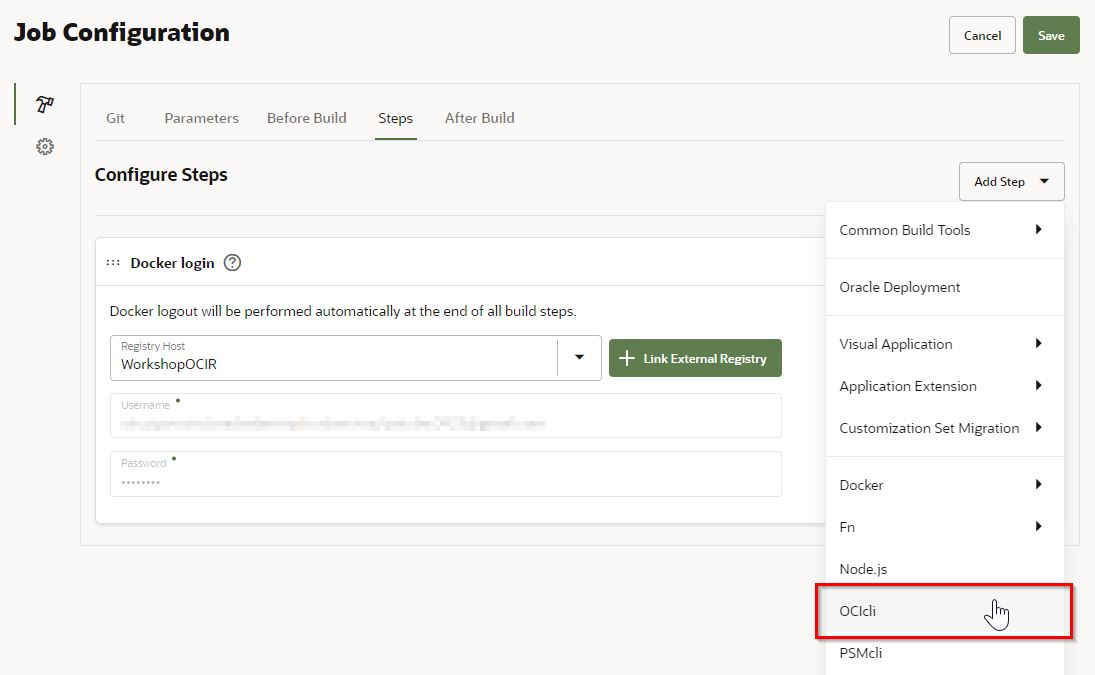 Job Configuration
Cancel
Save
Git
Parameters
Before Build
Steps
After Build
Configure Steps
Add Step
Common Build Tools
Oracle Deployment
Visual Application
Application Extension
Customization Set Migration
Docker
Fn
Node.js
OCIcli
PSMcli
Docker login
Docker logout will be performed automatically at the end of all build steps.
Registry Host
WorkshopOCIR
Link External Registry
Username
Password